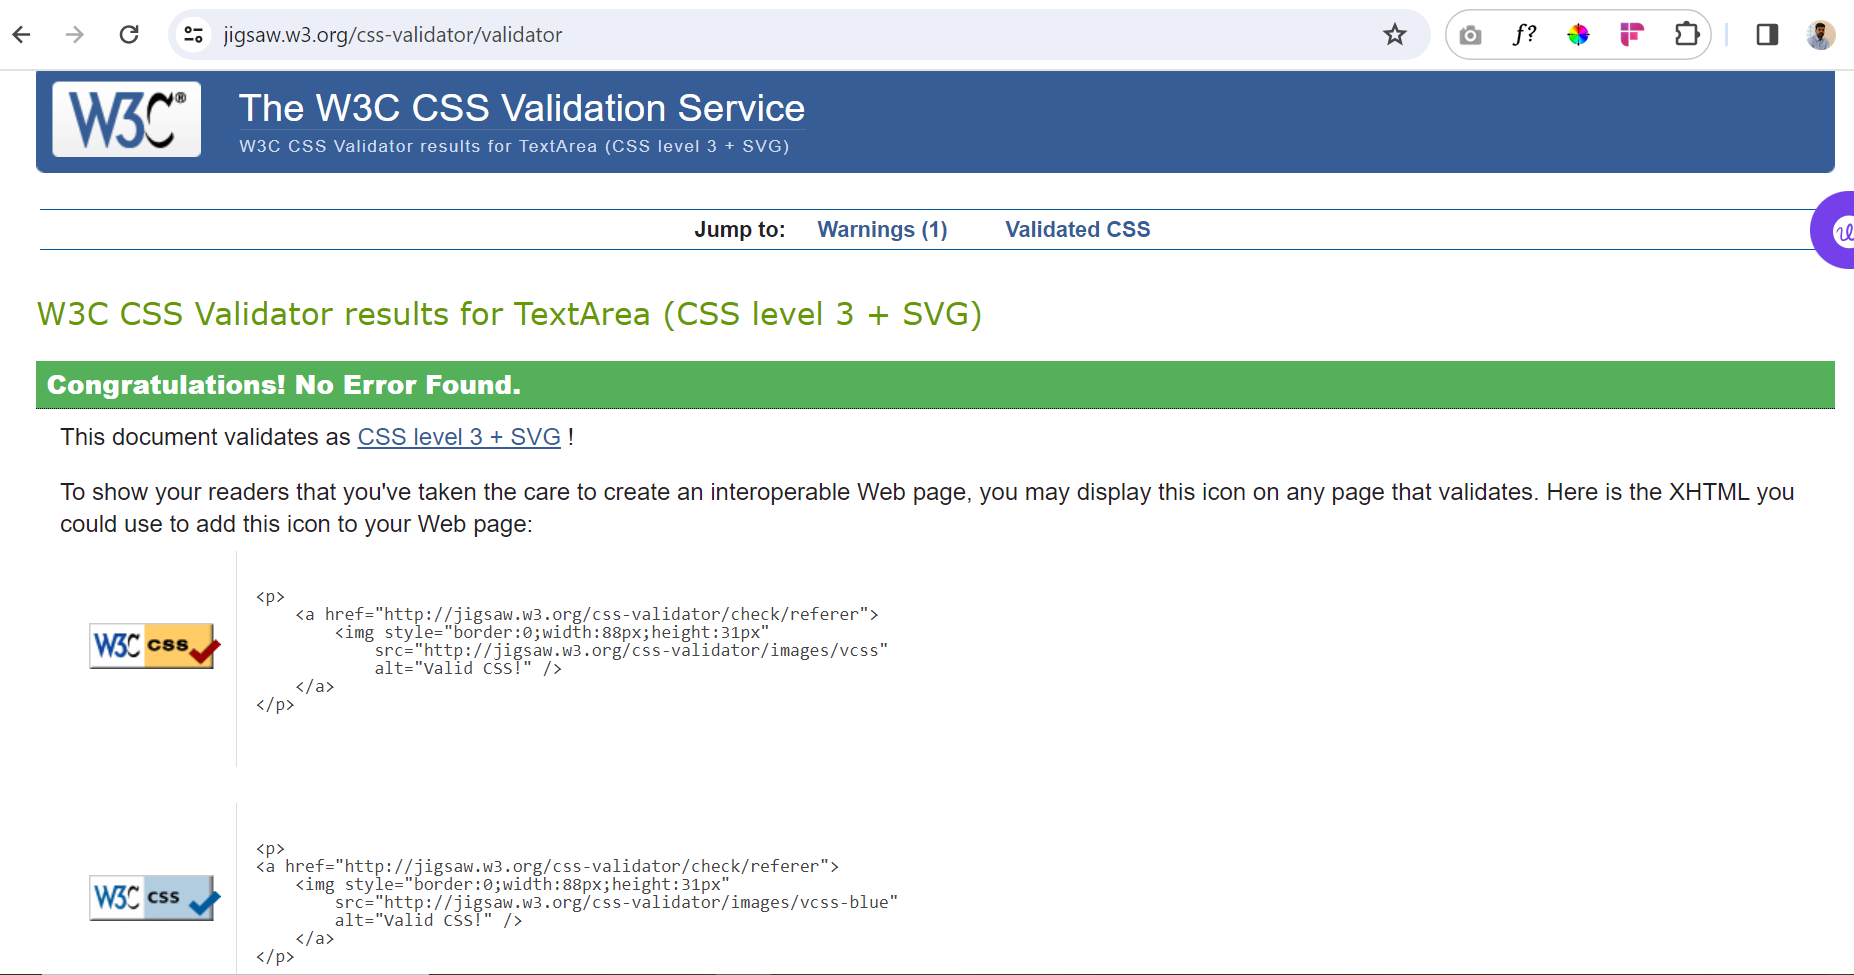 jigsaw.w3.org/css-validator/validator
f?
W3C®
The W3C CSS Validation Service
W3C CSS Validator results for TextArea (CSS level 3 + SVG)
Jump to: Warnings (1) Validated CSS
W3C CSS Validator results for TextArea (CSS level 3 + SVG)
Congratulations! No Error Found.
This document validates as CSS level 3 + SVG !
To show your readers that you've taken the care to create an interoperable Web page, you may display this icon on any page that validates. Here is the XHTML you
could use to add this icon to your Web page:
W3C css
<p>
<a href="http://jigsaw.w3.org/css-validator/check/referer">
<img style="border:0;width:88px;height:31px"
src="http://jigsaw.w3.org/css-validator/images/vcss"
alt="Valid CSS!" />
</a>
</p>
W3C css
<p>
<a href="http://jigsaw.w3.org/css-validator/check/referer">
<img style="border:0;width:88px;height:31px"
src="http://jigsaw.w3.org/css-validator/images/vcss-blue"
alt="Valid CSS!" />
</a>
</p>